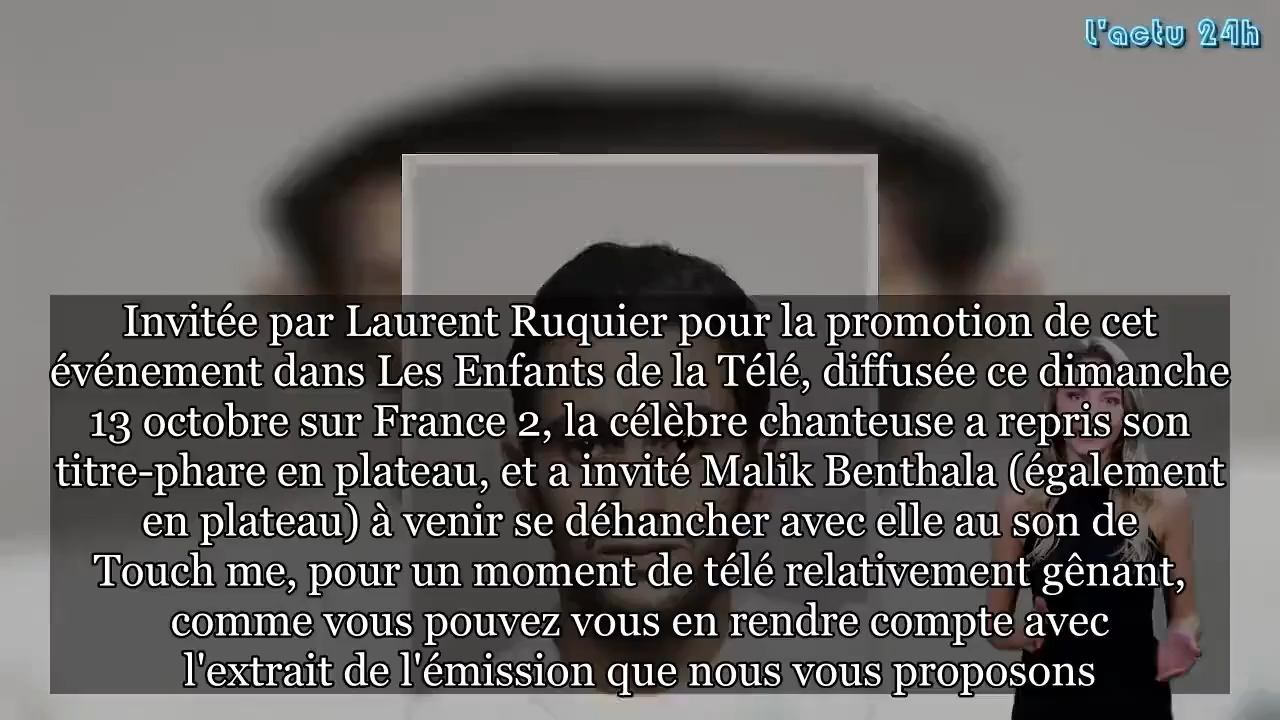 l'actu 24h
Invitée par Laurent Ruquier pour la promotion de cet
événement dans Les Enfants de la Télé, diffusée ce dimanche
13 octobre sur France 2, la célèbre chanteuse a repris son
titre-phare en plateau, et a invité Malik Benthala (également
en plateau) à venir se déhancher avec elle au son de
Touch me, pour un moment de télé relativement gênant,
comme vous pouvez vous en rendre compte avec
l'extrait de l'émission que nous vous proposons